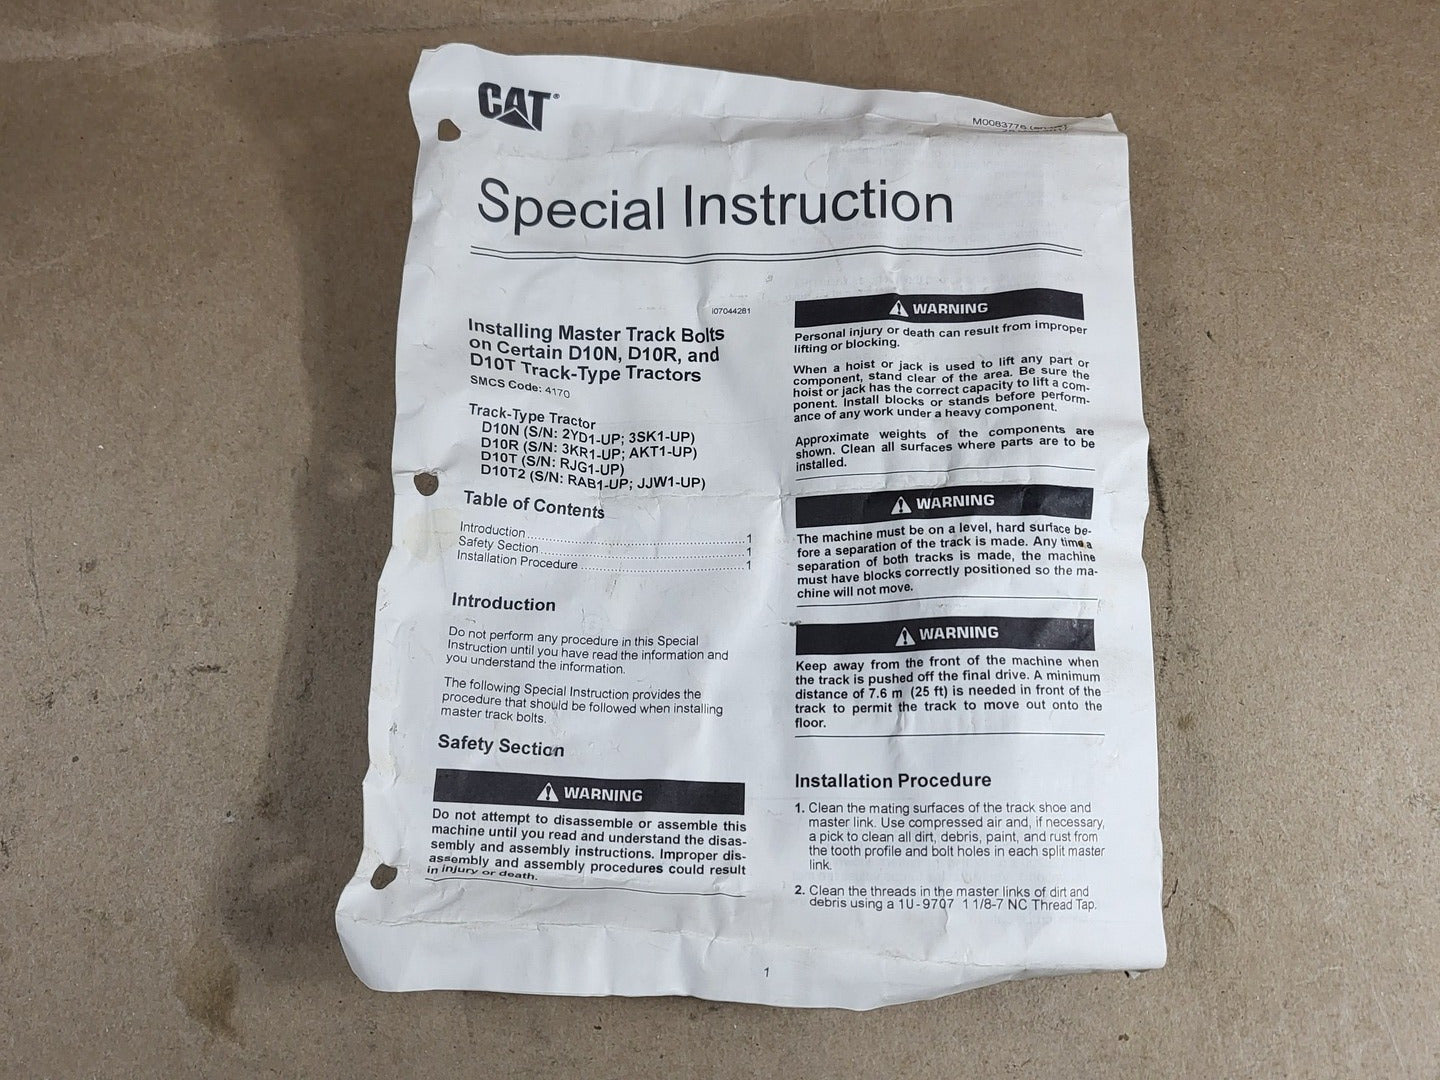 CAT®
M0083776
Special Instruction
i07044281
Installing Master Track Bolts
on Certain D10N, D10R, and
D10T Track-Type Tractors
SMCS Code: 4170
Track-Type Tractor
D10N (S/N: 2YD1-UP; 3SK1-UP)
D10R (S/N: 3KR1-UP; AKT1-UP)
D10T (S/N: RJG1-UP)
D10T2 (S/N: RAB1-UP; JJW1-UP)
Table of Contents
Introduction ........................................................ 1
Safety Section ..................................................... 1
Installation Procedure .......................................... 1
Introduction
Do not perform any procedure in this Special
Instruction until you have read the information and
you understand the information.
The following Special Instruction provides the
procedure that should be followed when installing
master track bolts.
Safety Section
WARNING
Do not attempt to disassemble or assemble this
machine until you read and understand the disas-
sembly and assembly instructions. Improper dis-
assembly and assembly procedures could result
in injury or death.
WARNING
Personal injury or death can result from improper
lifting or blocking.
When a hoist or jack is used to lift any part or
component, stand clear of the area. Be sure the
hoist or jack has the correct capacity to lift a com-
ponent. Install blocks or stands before perform-
ance of any work under a heavy component.
Approximate weights of the components are
shown. Clean all surfaces where parts are to be
installed.
WARNING
The machine must be on a level, hard surface be-
fore a separation of the track is made. Any time a
separation of both tracks is made, the machine
must have blocks correctly positioned so the ma-
chine will not move.
WARNING
Keep away from the front of the machine when
the track is pushed off the final drive. A minimum
distance of 7.6 m (25 ft) is needed in front of the
track to permit the track to move out onto the
floor.
Installation Procedure
1. Clean the mating surfaces of the track shoe and
master link. Use compressed air and, if necessary,
a pick to clean all dirt, debris, paint, and rust from
the tooth profile and bolt holes in each split master
link.
2. Clean the threads in the master links of dirt and
debris using a 1U-9707 1 1/8-7 NC Thread Tap.
1